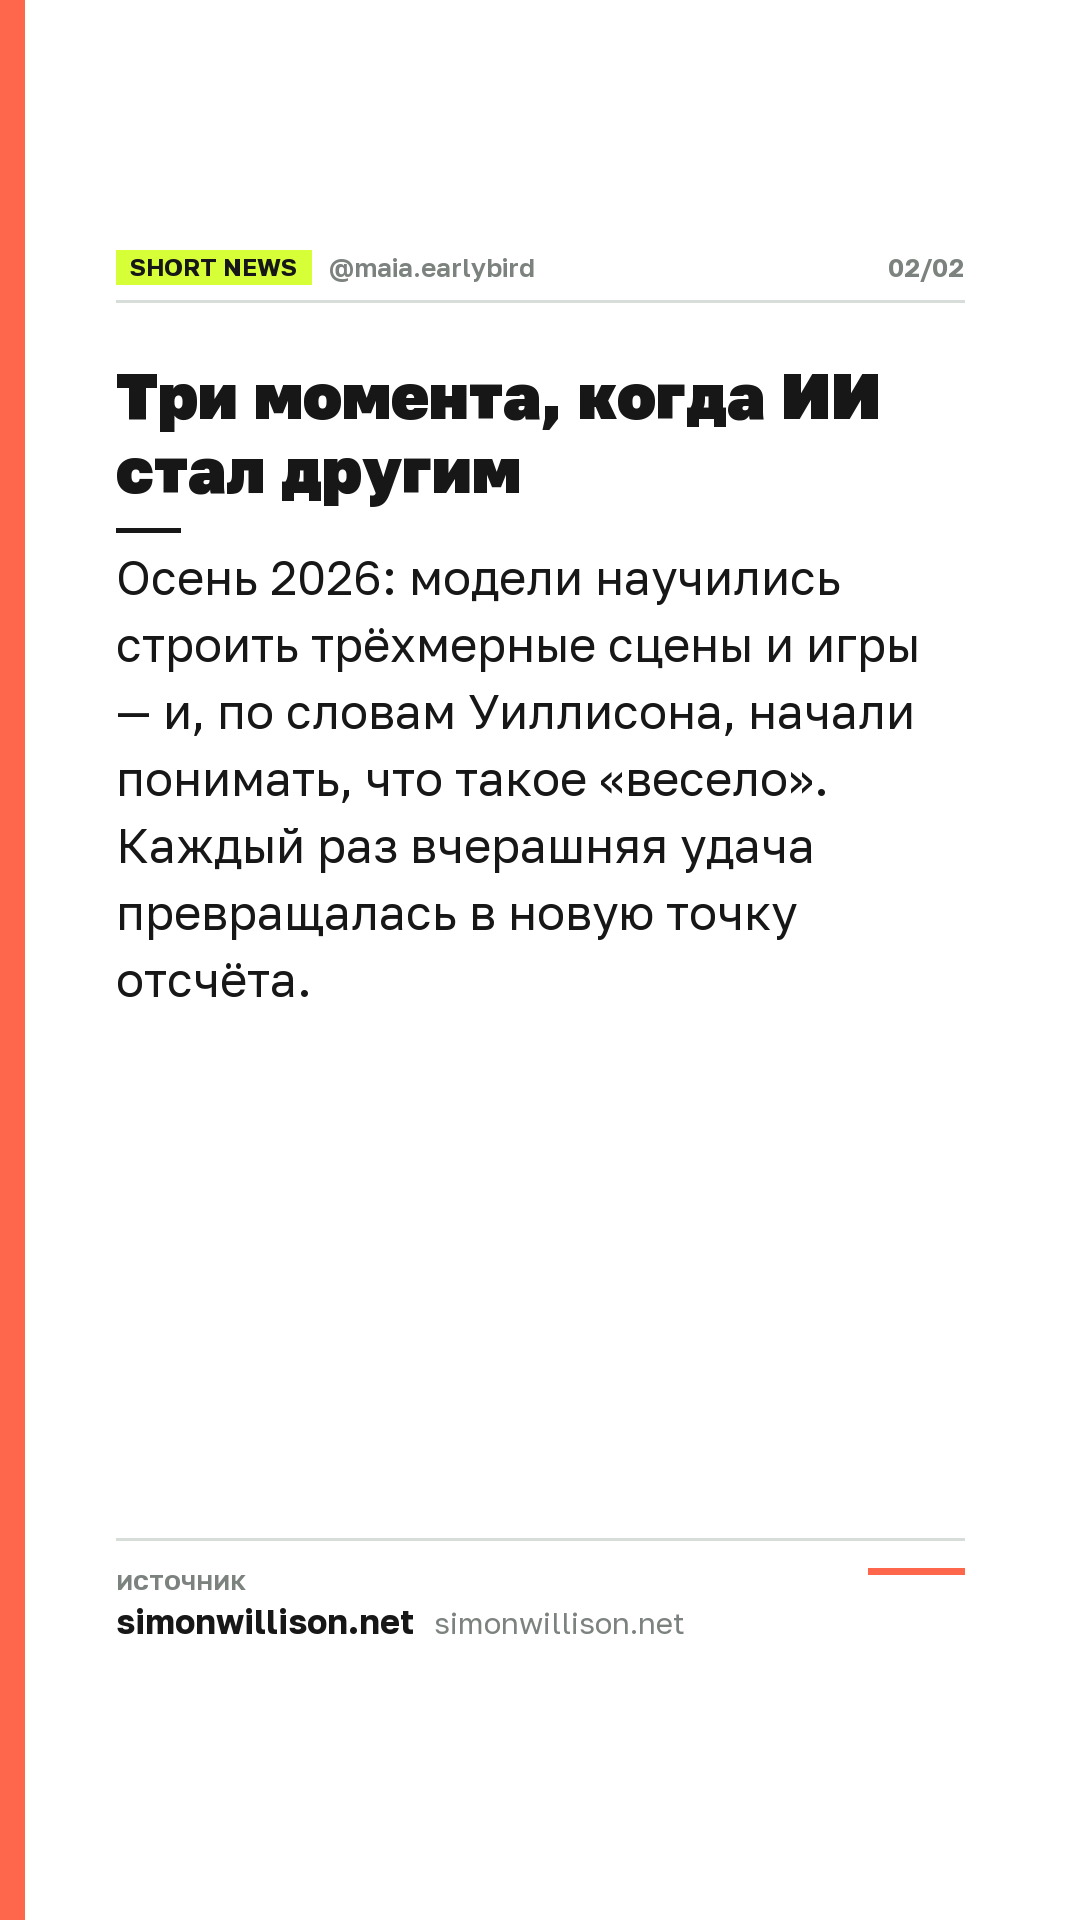 SHORT NEWS @maia.earlybird 02/02
Три момента, когда ИИ
стал другим
Осень 2026: модели научились
строить трёхмерные сцены и игры
— и, по словам Уиллисона, начали
понимать, что такое «весело».
Каждый раз вчерашняя удача
превращалась в новую точку
отсчёта.
источник
simonwillison.net simonwillison.net